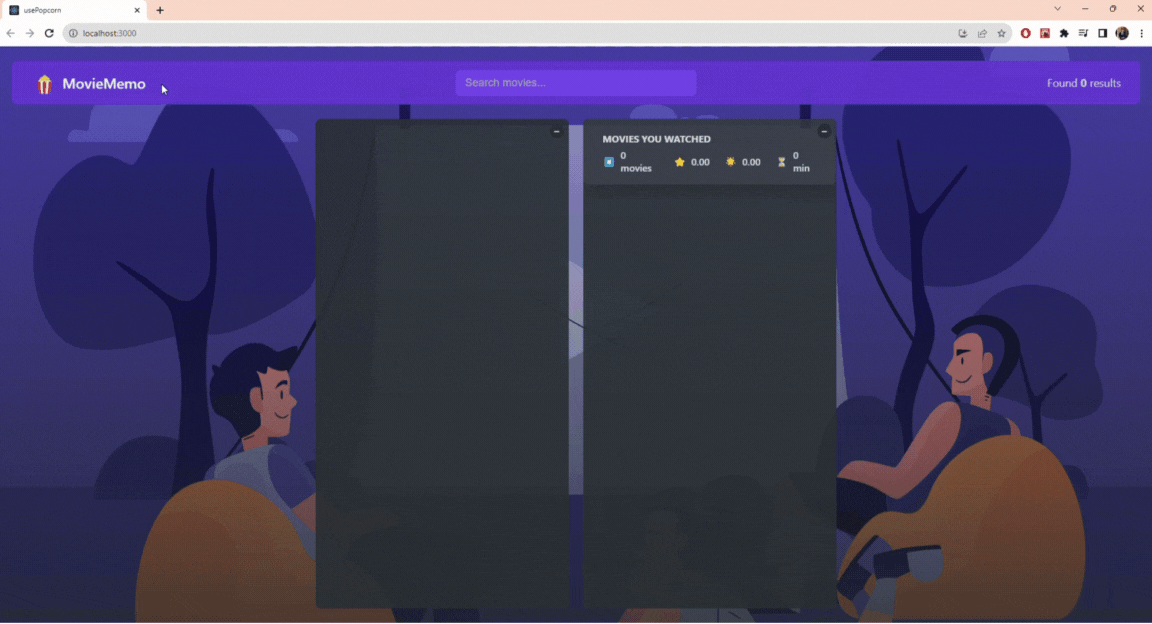 usePopcorn
localhost:3000
MovieMemo
Search movies...
Found 0 results
MOVIES YOU WATCHED
0 movies
0.00
0.00
0 min